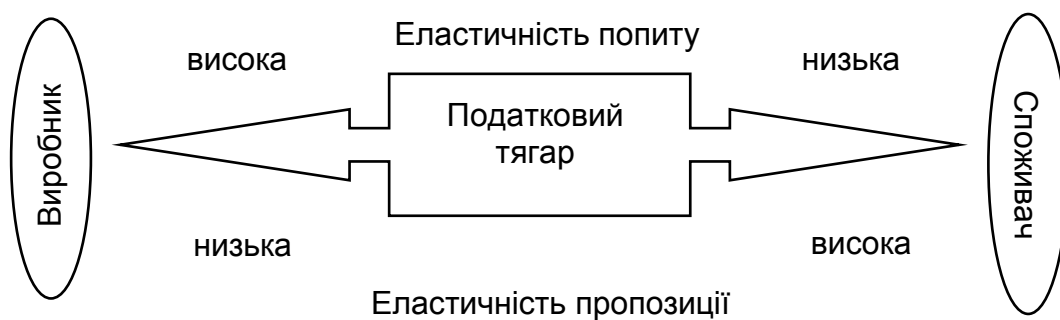 Еластичність попиту
висока
низька
Виробник
Податковий
тягар
Споживач
низька
висока
Еластичність пропозиції